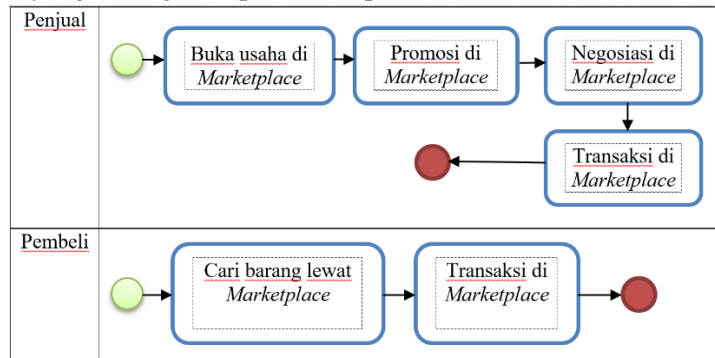 Penjual
Buka usaha di
Marketplace
Promosi di
Marketplace
Negosiasi di
Marketplace
Transaksi di
Marketplace
Pembeli
Cari barang lewat
Marketplace
Transaksi di
Marketplace